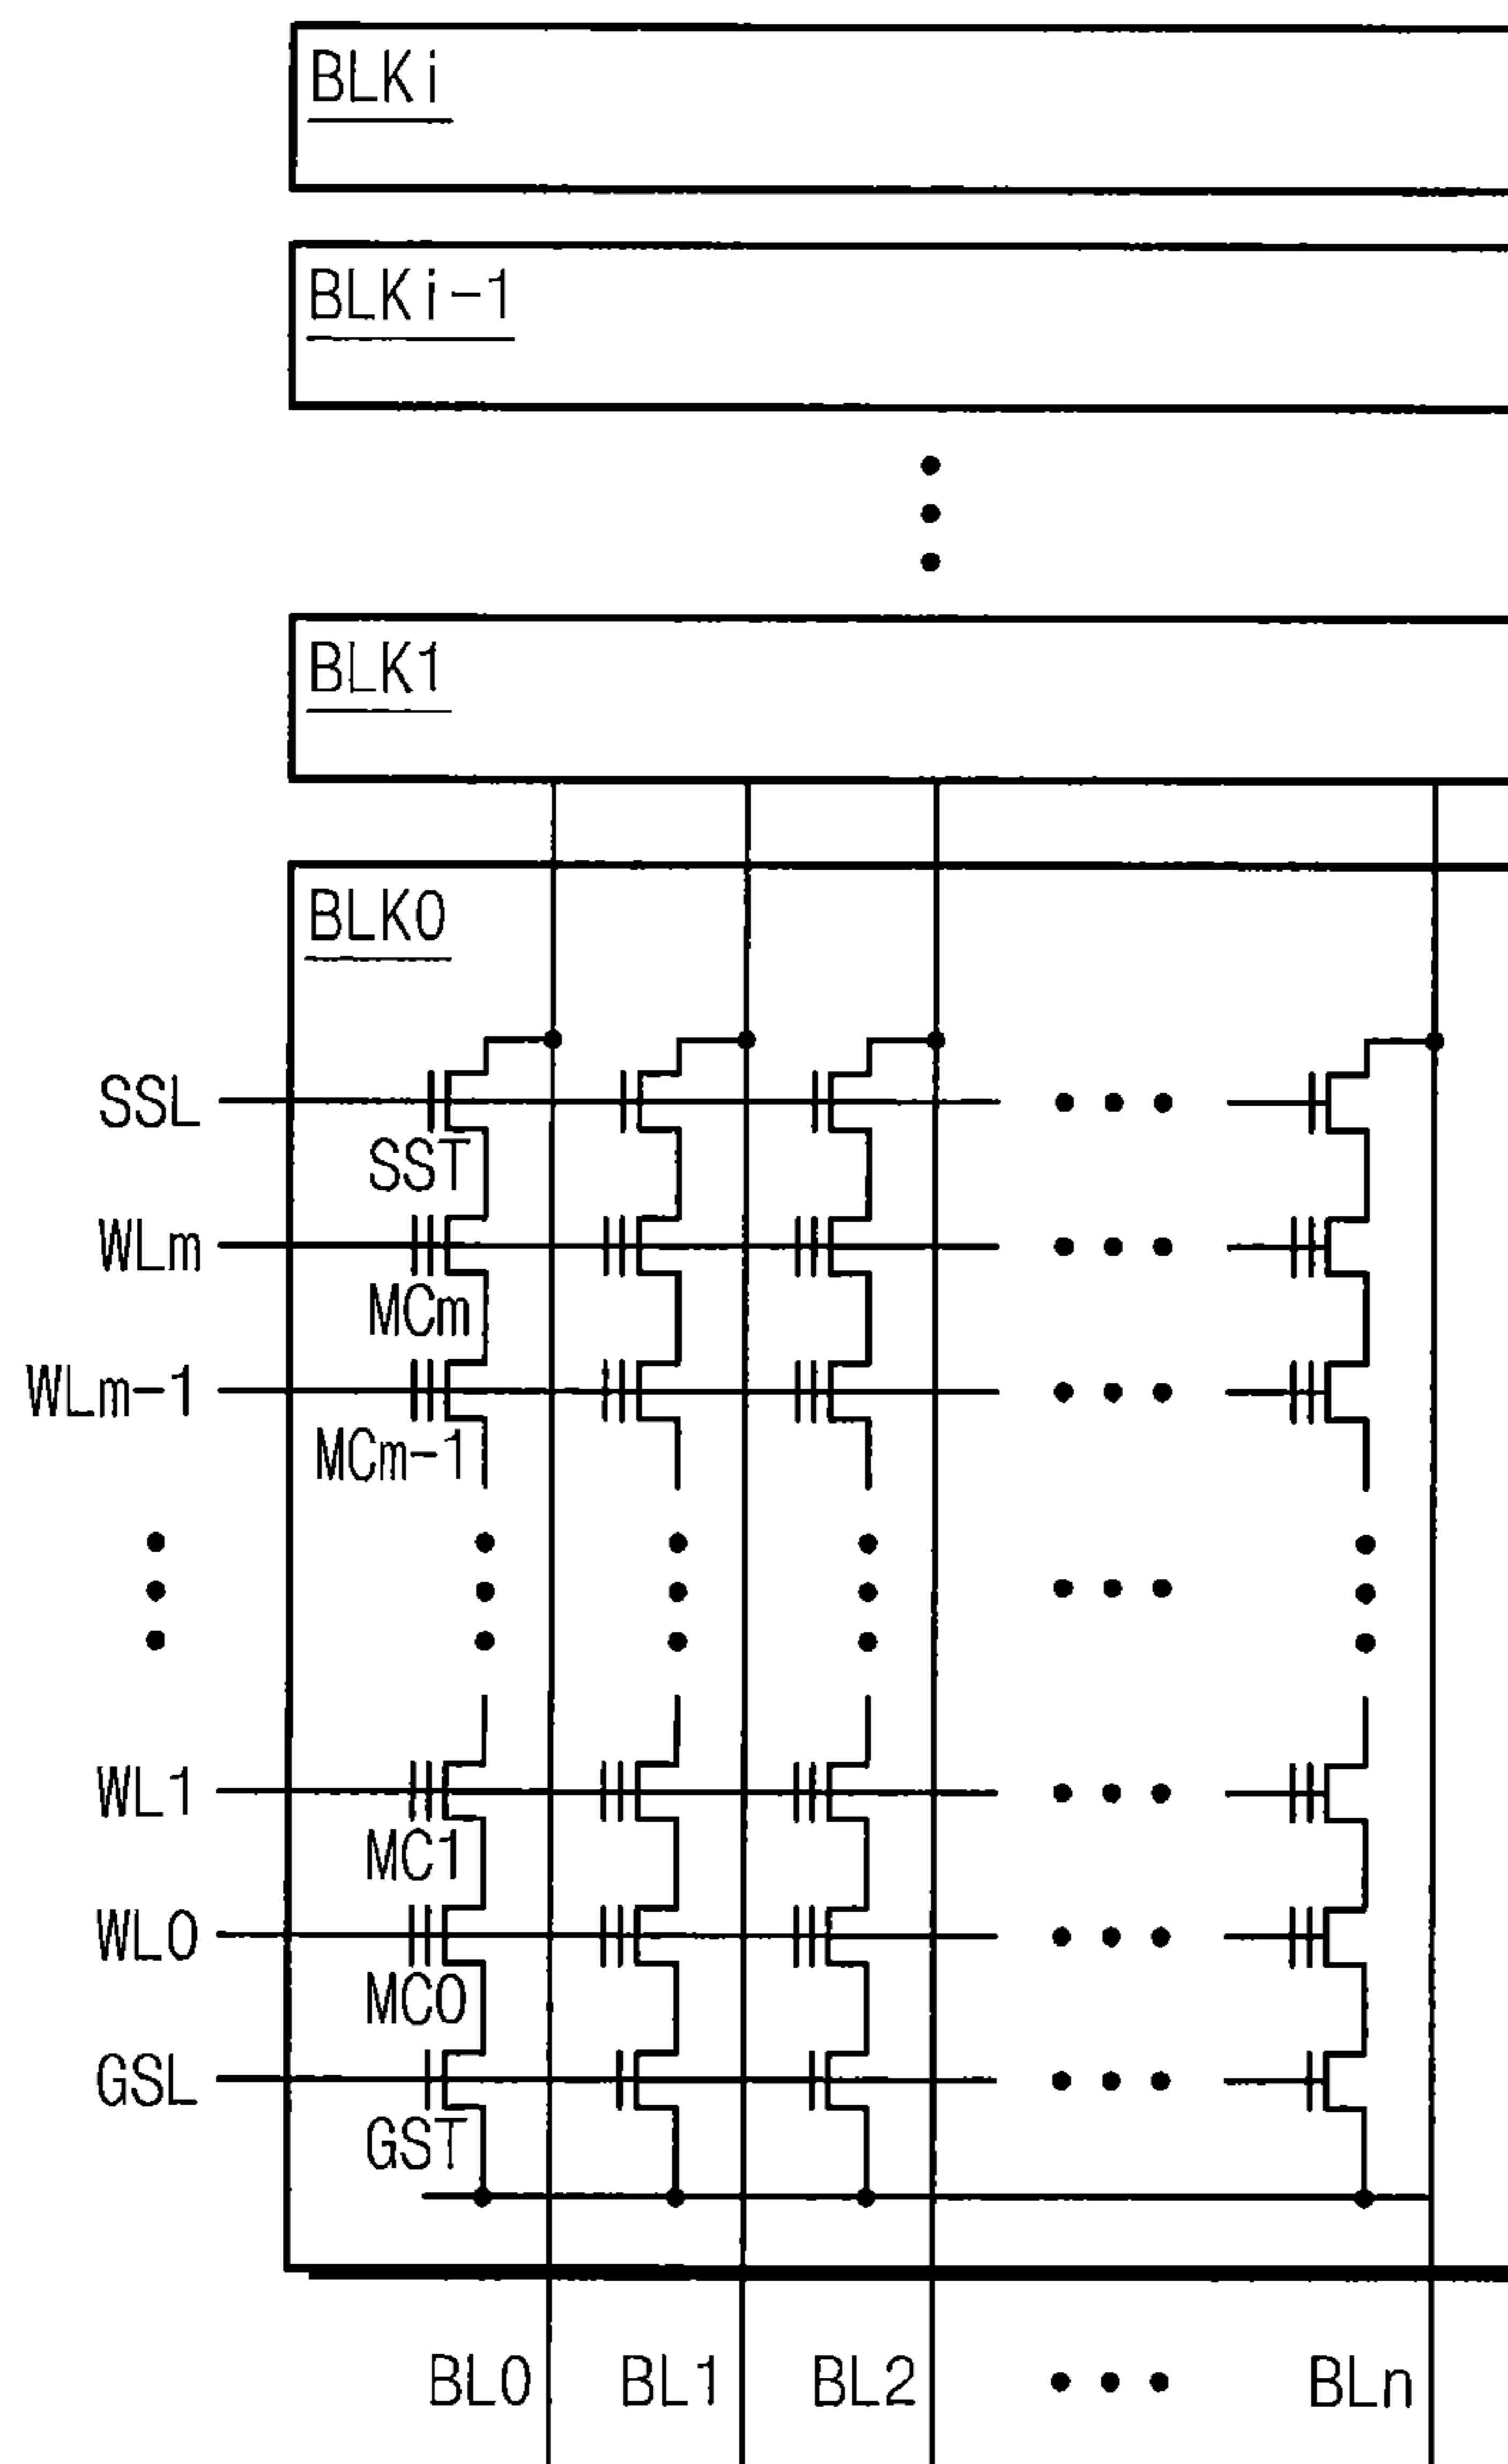 BLKi
BLKi-1
BLK1
BLK0
SSL
SST
WLm
MCm
WLm-1
MCm-1
WL1
MC1
WL0
MC0
GSL
GST
BL0 BL1 BL2 ••• BLn